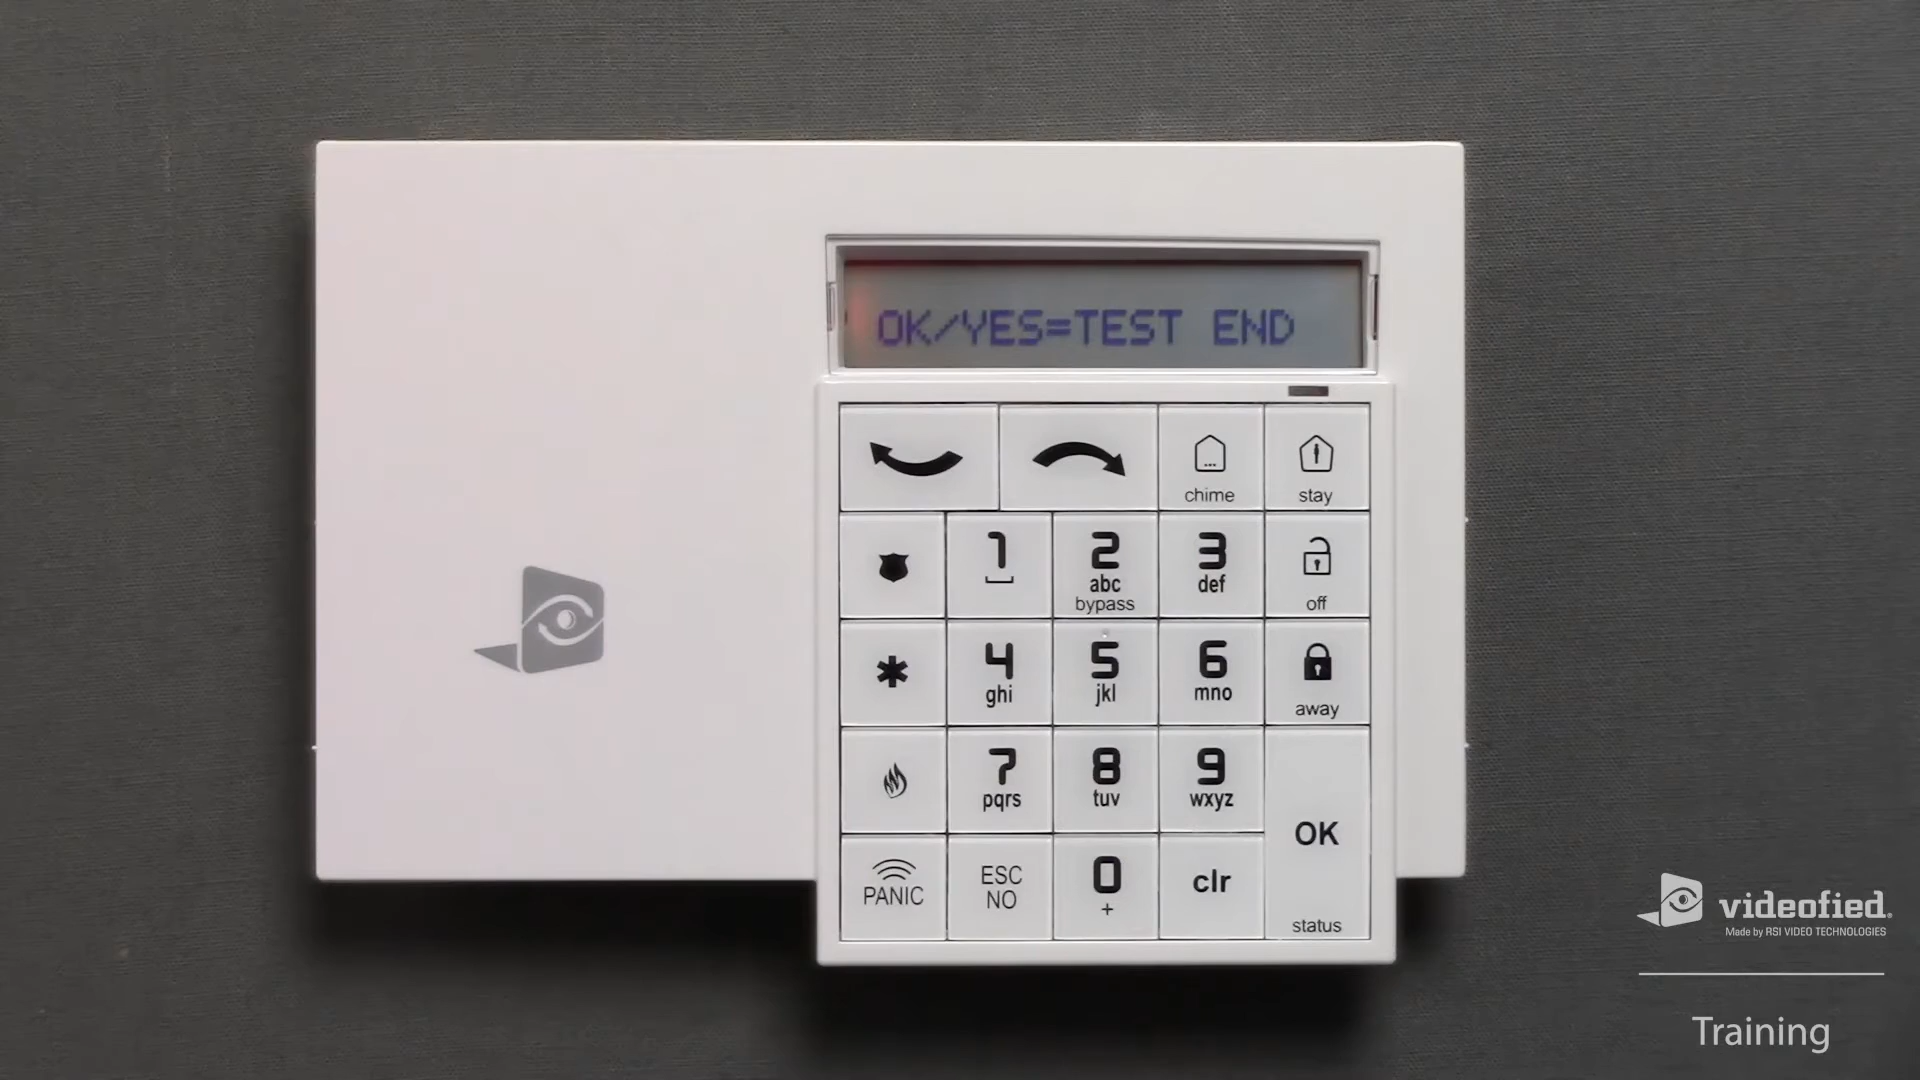 OK/YES=TEST END
chime
stay
1
2
abc
bypass
3
def
off
4
ghi
5
jkl
6
mno
away
7
pqrs
8
tuv
9
wxyz
OK
status
PANIC
ESC
NO
0
+
clr
videofied®
Made by RSI VIDEO TECHNOLOGIES
Training